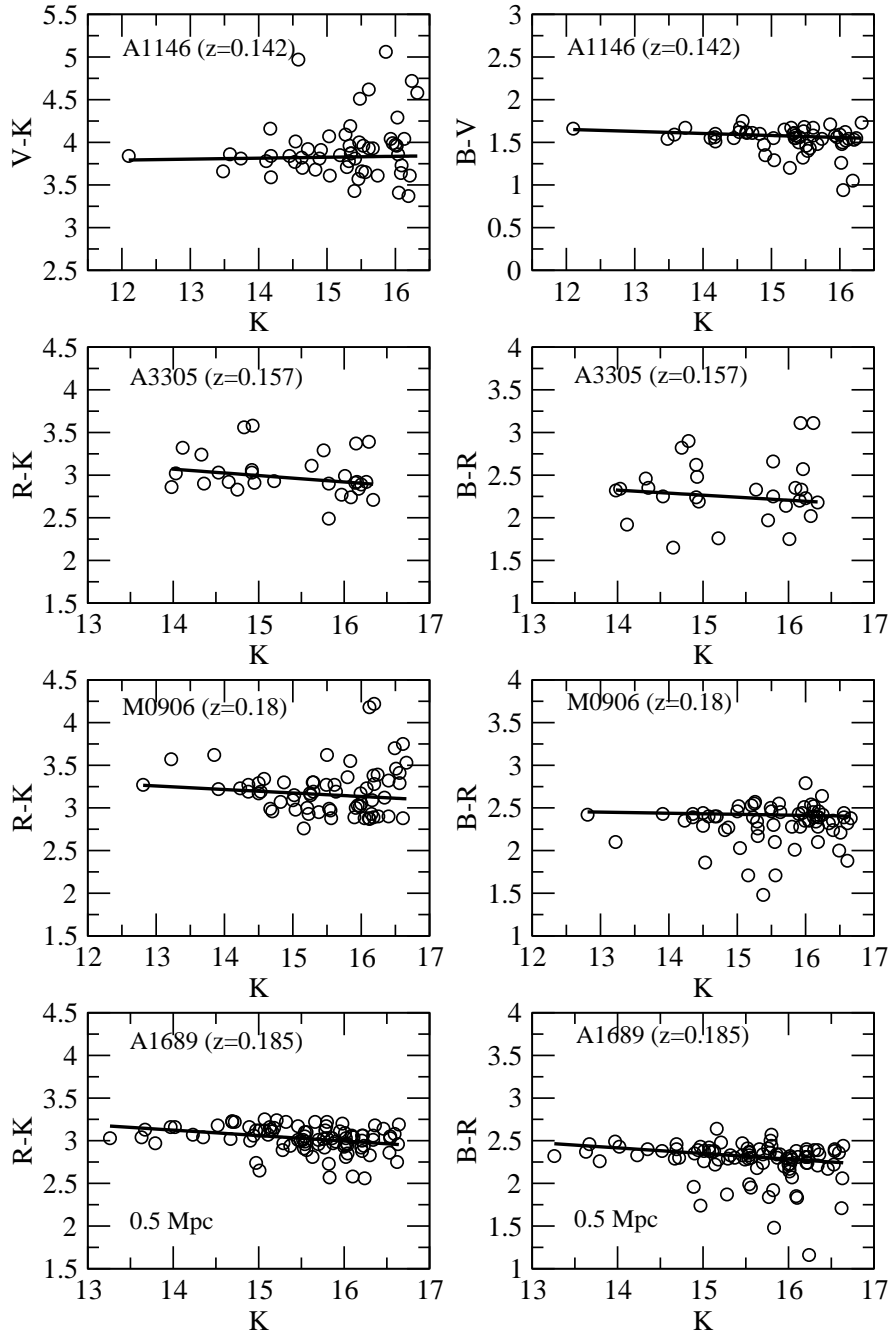 5.5
5
4.5
4
3.5
3
2.5
V-K
A1146 (z=0.142)
12 13 14 15 16
K
3
2.5
2
1.5
1
0.5
0
B-V
A1146 (z=0.142)
12 13 14 15 16
K
4.5
4
3.5
3
2.5
2
1.5
R-K
A3305 (z=0.157)
13 14 15 16 17
K
4
3.5
3
2.5
2
1.5
1
B-R
A3305 (z=0.157)
13 14 15 16 17
K
4.5
4
3.5
3
2.5
2
1.5
R-K
M0906 (z=0.18)
12 13 14 15 16 17
K
4
3.5
3
2.5
2
1.5
1
B-R
M0906 (z=0.18)
12 13 14 15 16 17
K
4.5
4
3.5
3
2.5
2
1.5
R-K
A1689 (z=0.185)
0.5 Mpc
13 14 15 16 17
K
4
3.5
3
2.5
2
1.5
1
B-R
A1689 (z=0.185)
0.5 Mpc
13 14 15 16 17
K